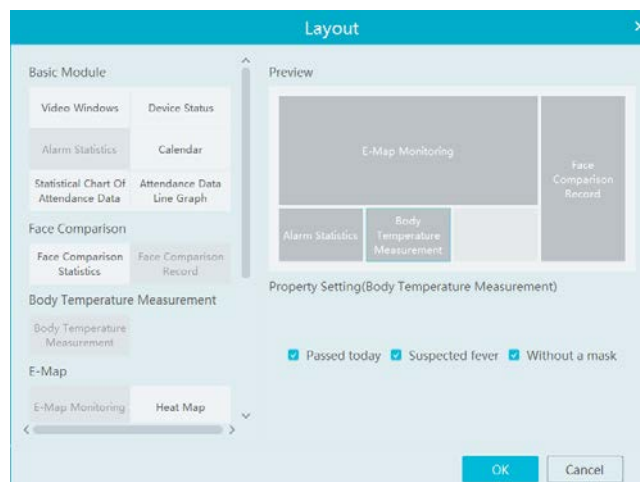 Layout
Basic Module
Video Windows
Device Status
Alarm Statistics
Calendar
Statistical Chart Of
Attendance Data
Attendance Data
Line Graph
Face Comparison
Face Comparison
Statistics
Face Comparison
Record
Body Temperature Measurement
Body Temperature
Measurement
E-Map
E-Map Monitoring
Heat Map
Preview
E-Map Monitoring
Face
Comparison
Record
Alarm Statistics
Body
Temperature
Measurement
Property Setting(Body Temperature Measurement)
Passed today
Suspected fever
Without a mask
OK
Cancel